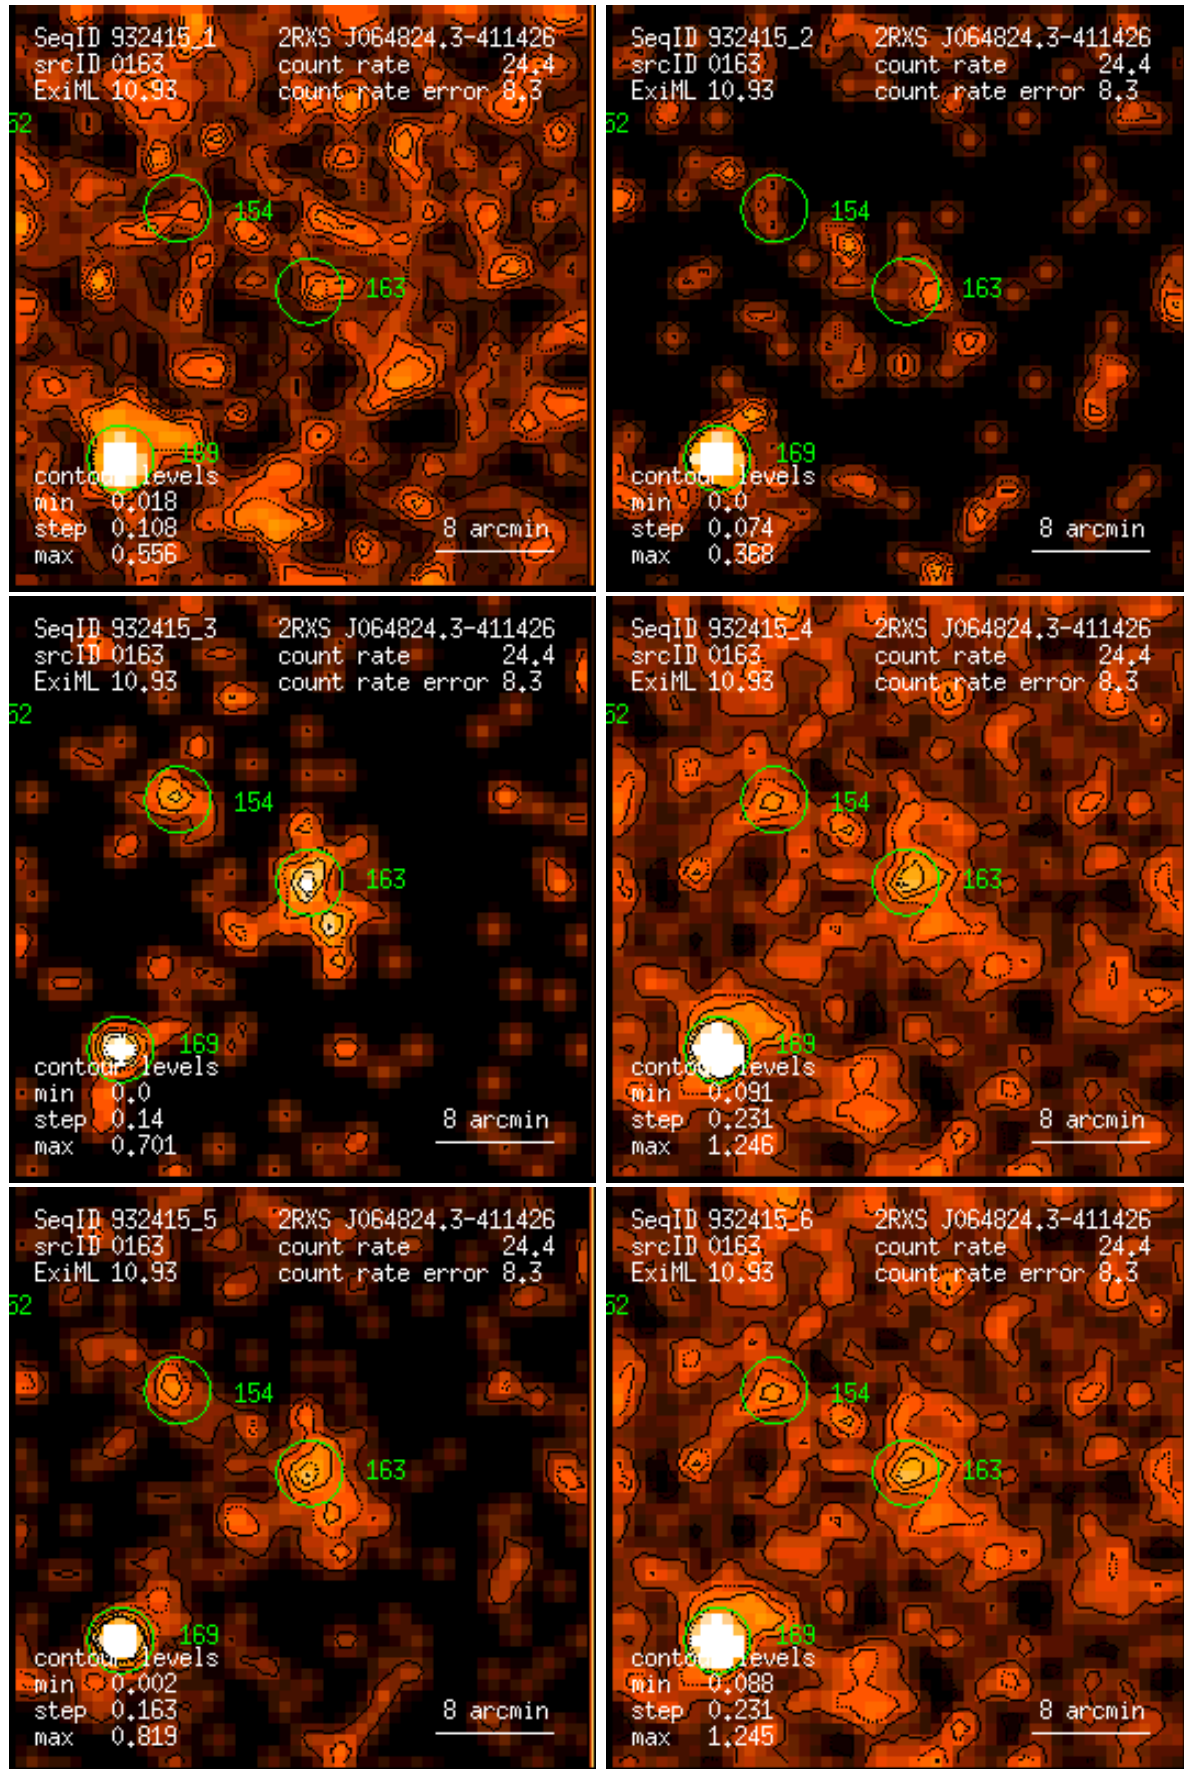 SeqID 932415_1 2RXS J064824.3-411426
srcID 0163 count rate 24.4
ExiML 10.93 count rate error 8.3
52
154
163
169
contour levels
min 0.018
step 0.108 8 arcmin
max 0.556
SeqID 932415_2 2RXS J064824.3-411426
srcID 0163 count rate 24.4
ExiML 10.93 count rate error 8.3
52
154
163
169
contour levels
min 0.0
step 0.074 8 arcmin
max 0.368
SeqID 932415_3 2RXS J064824.3-411426
srcID 0163 count rate 24.4
ExiML 10.93 count rate error 8.3
52
154
163
169
contour levels
min 0.0
step 0.14 8 arcmin
max 0.701
SeqID 932415_4 2RXS J064824.3-411426
srcID 0163 count rate 24.4
ExiML 10.93 count rate error 8.3
52
154
163
169
contour levels
min 0.091
step 0.231 8 arcmin
max 1.246
SeqID 932415_5 2RXS J064824.3-411426
srcID 0163 count rate 24.4
ExiML 10.93 count rate error 8.3
52
154
163
169
contour levels
min 0.002
step 0.163 8 arcmin
max 0.819
SeqID 932415_6 2RXS J064824.3-411426
srcID 0163 count rate 24.4
ExiML 10.93 count rate error 8.3
52
154
163
169
contour levels
min 0.088
step 0.231 8 arcmin
max 1.245